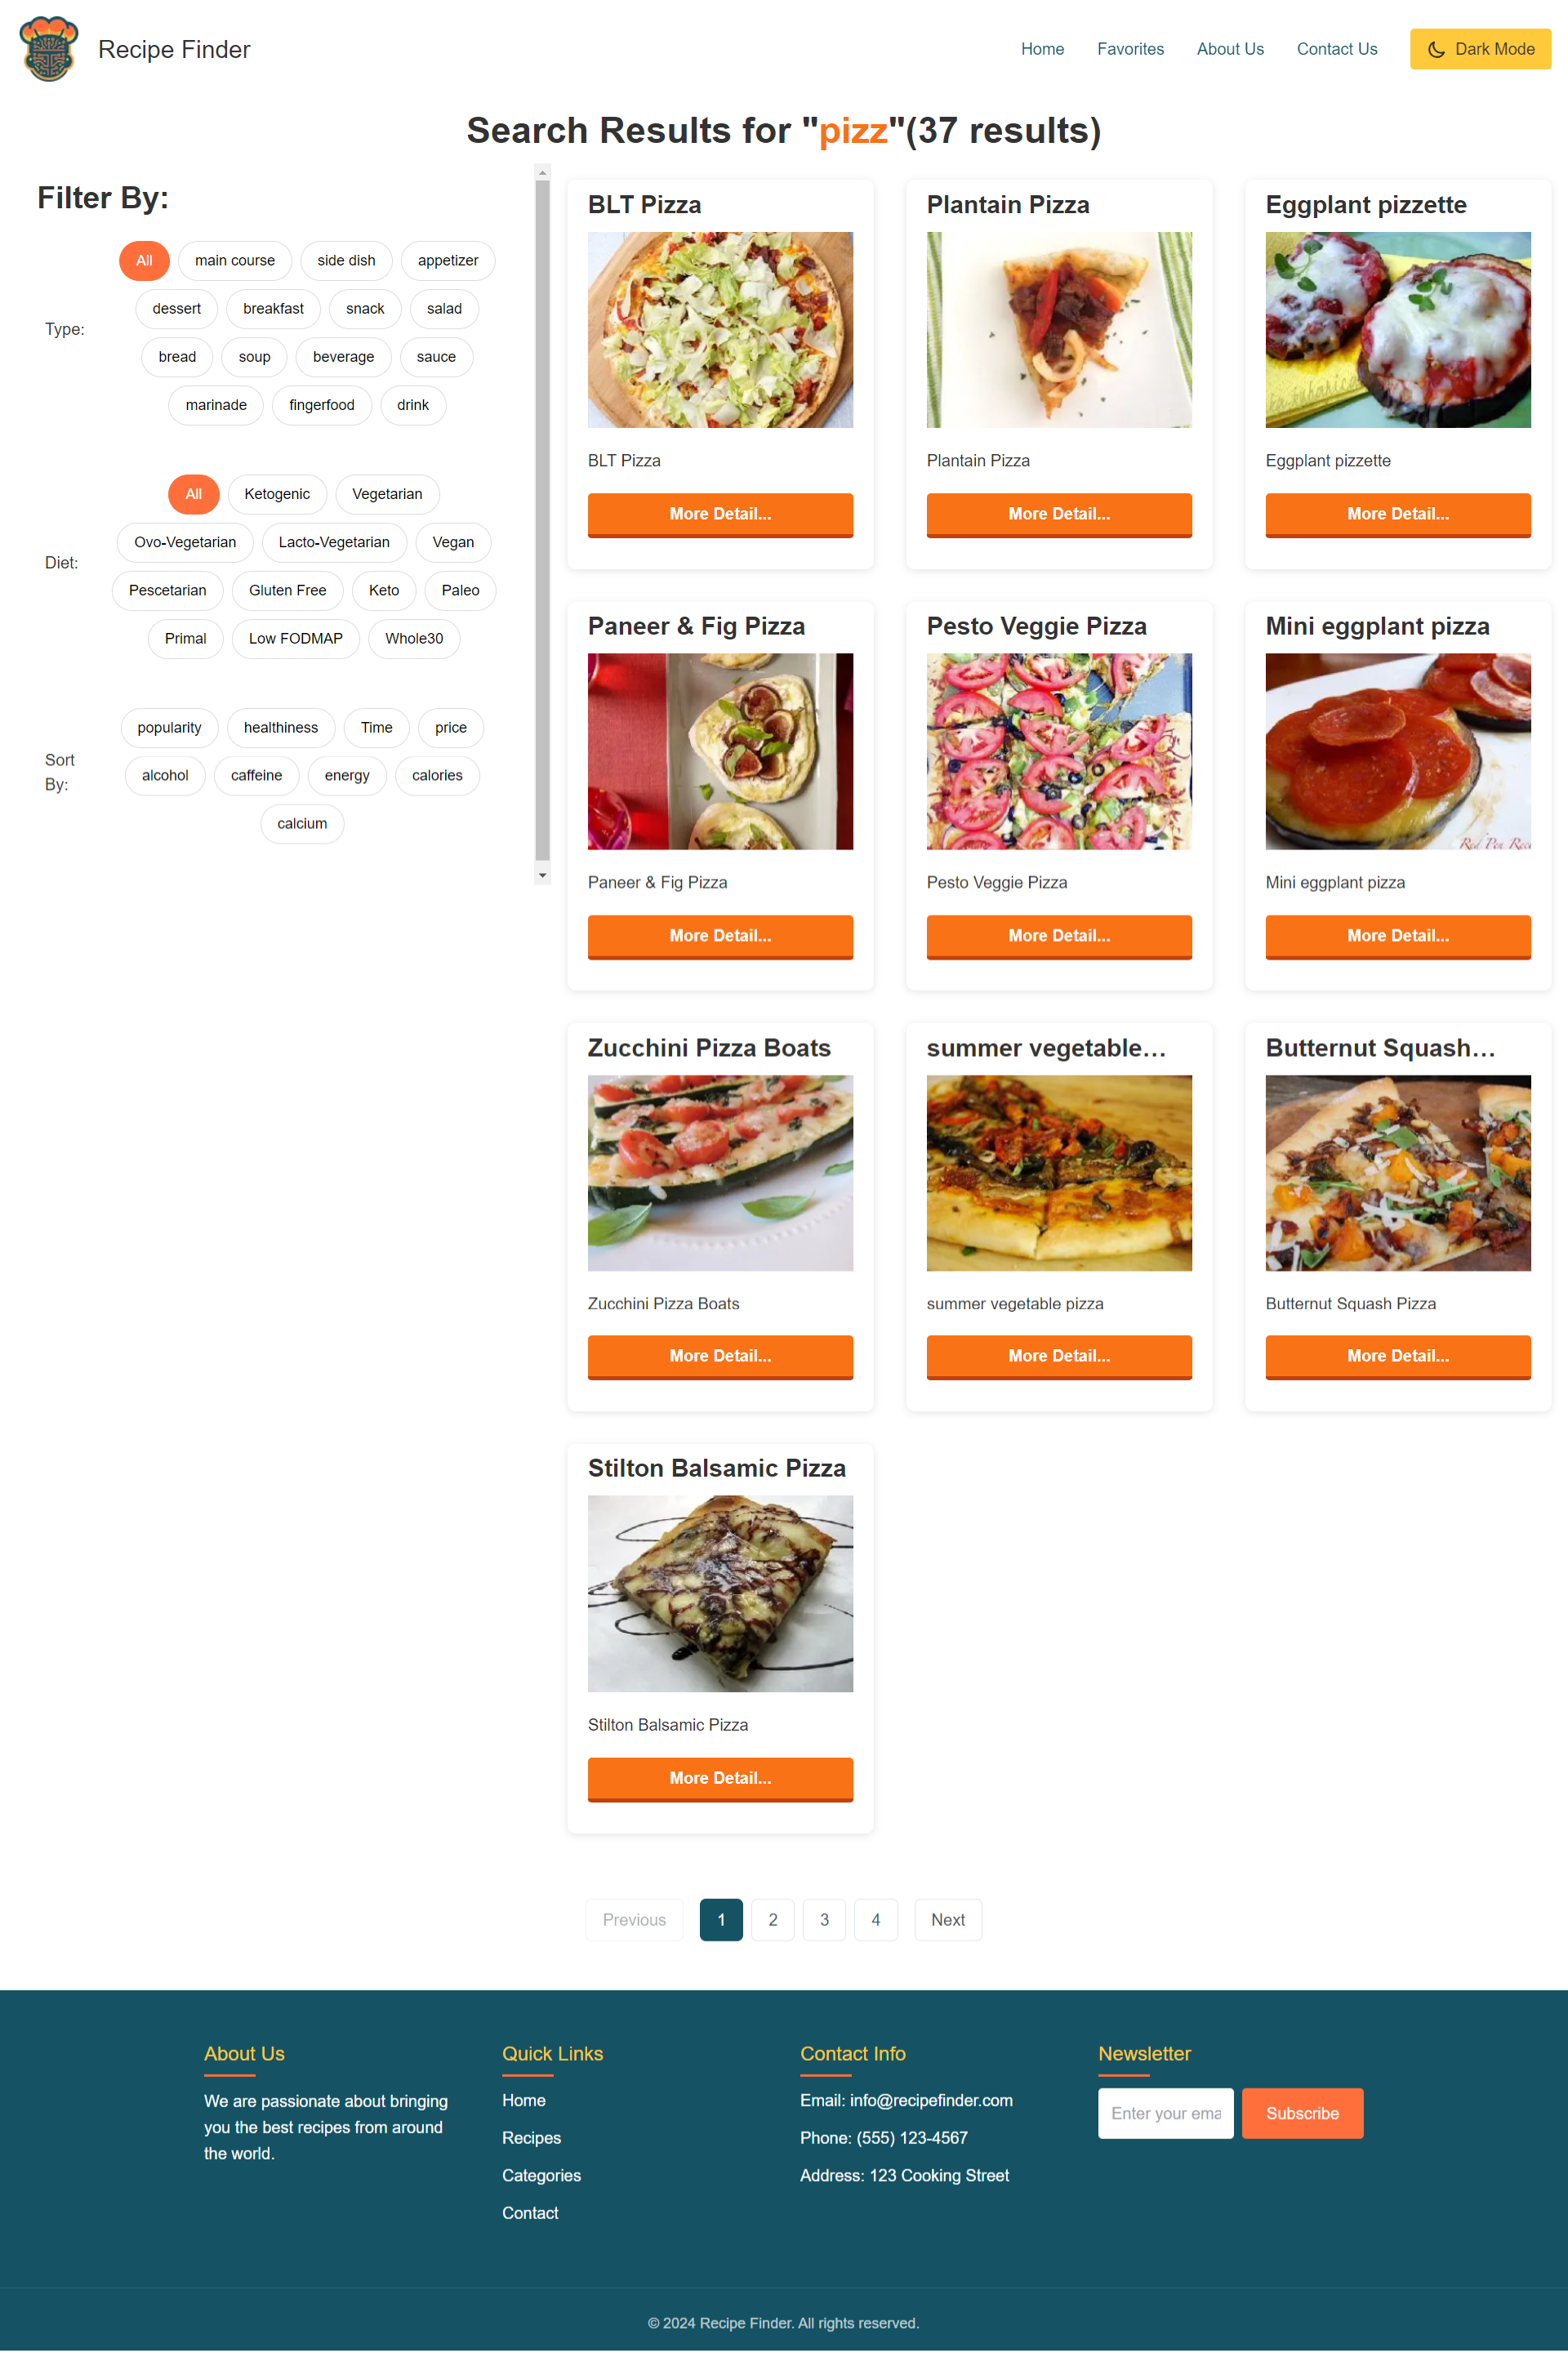 Recipe Finder
Home
Favorites
About Us
Contact Us
Dark Mode
Search Results for "pizz"(37 results)
Filter By:
Type:
All
main course
side dish
appetizer
dessert
breakfast
snack
salad
bread
soup
beverage
sauce
marinade
fingerfood
drink
Diet:
All
Ketogenic
Vegetarian
Ovo-Vegetarian
Lacto-Vegetarian
Vegan
Pescetarian
Gluten Free
Keto
Paleo
Primal
Low FODMAP
Whole30
Sort
By:
popularity
healthiness
Time
price
alcohol
caffeine
energy
calories
calcium
BLT Pizza
BLT Pizza
More Detail...
Plantain Pizza
Plantain Pizza
More Detail...
Eggplant pizzette
Eggplant pizzette
More Detail...
Paneer & Fig Pizza
Paneer & Fig Pizza
More Detail...
Pesto Veggie Pizza
Pesto Veggie Pizza
More Detail...
Mini eggplant pizza
Red Pen Rec
Mini eggplant pizza
More Detail...
Zucchini Pizza Boats
Zucchini Pizza Boats
More Detail...
summer vegetable...
summer vegetable pizza
More Detail...
Butternut Squash...
Butternut Squash Pizza
More Detail...
Stilton Balsamic Pizza
Stilton Balsamic Pizza
More Detail...
Previous
1
2
3
4
Next
About Us
We are passionate about bringing
you the best recipes from around
the world.
Quick Links
Home
Recipes
Categories
Contact
Contact Info
Email: info@recipefinder.com
Phone: (555) 123-4567
Address: 123 Cooking Street
Newsletter
Enter your ema
Subscribe
© 2024 Recipe Finder. All rights reserved.